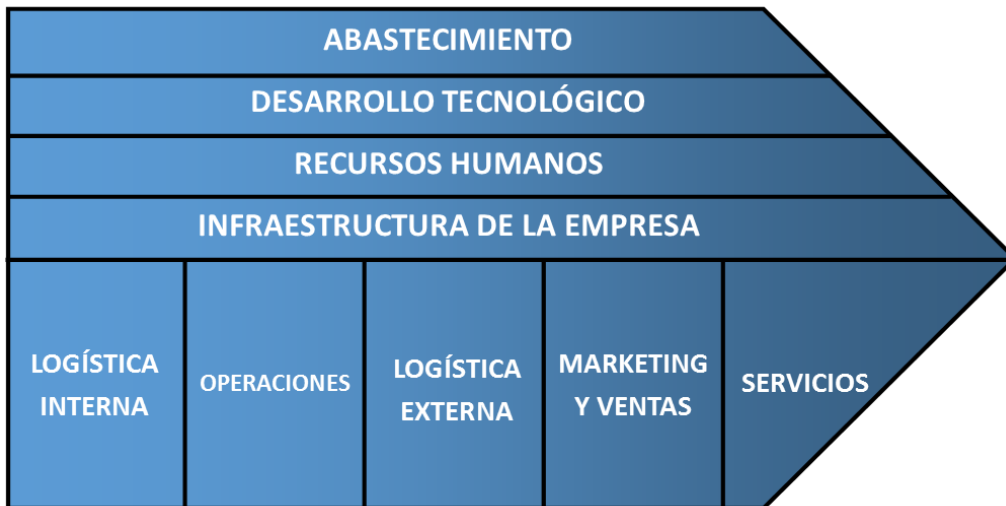 ABASTECIMIENTO
DESARROLLO TECNOLÓGICO
RECURSOS HUMANOS
INFRAESTRUCTURA DE LA EMPRESA
LOGÍSTICA
INTERNA
OPERACIONES
LOGÍSTICA
EXTERNA
MARKETING
Y VENTAS
SERVICIOS